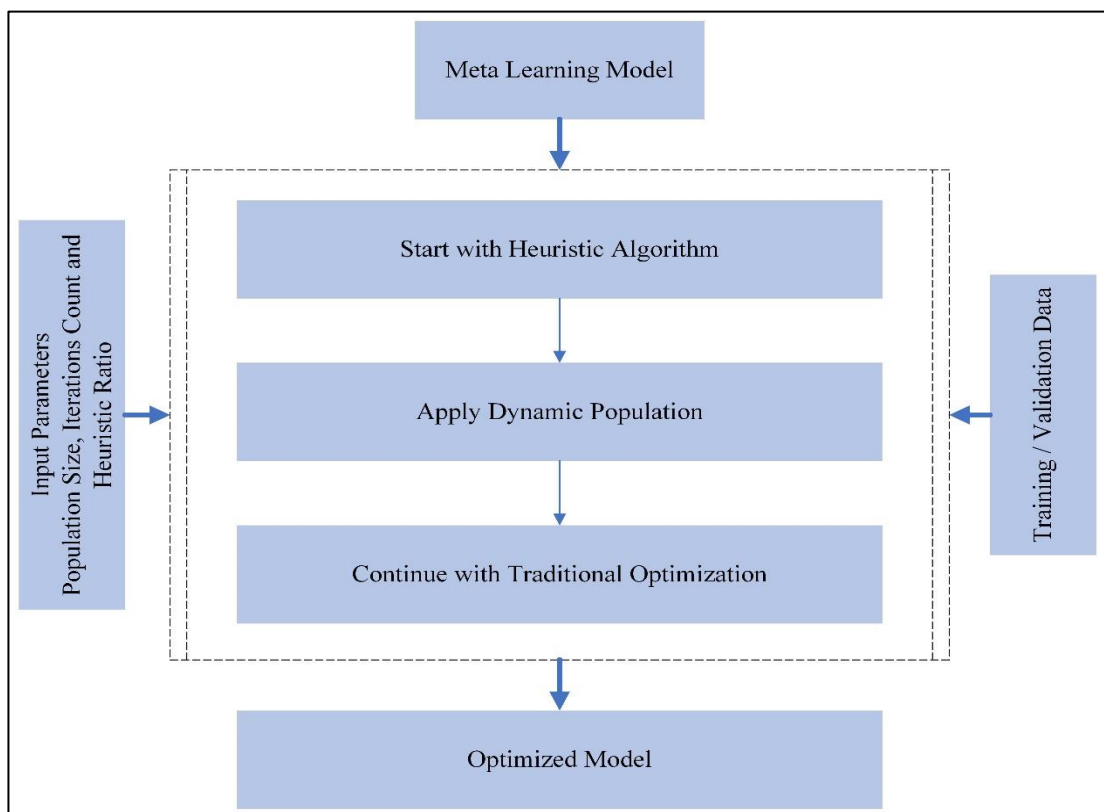 Meta Learning Model
Start with Heuristic Algorithm
Input Parameters
Population Size, Iterations Count and
Heuristic Ratio
Apply Dynamic Population
Training / Validation Data
Continue with Traditional Optimization
Optimized Model